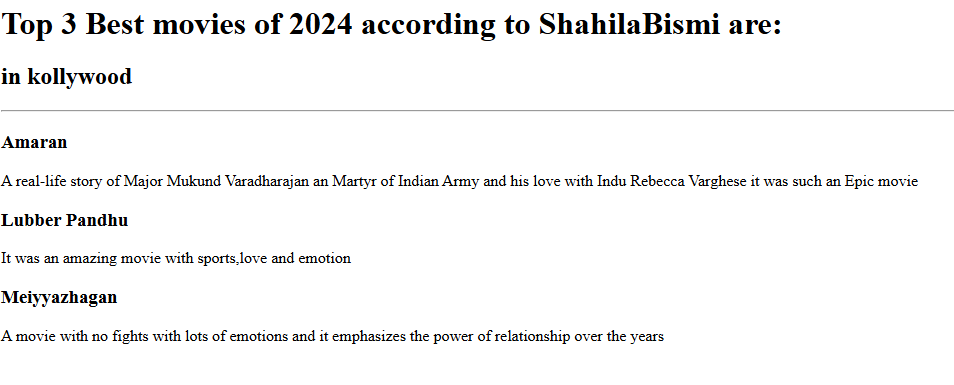 Top 3 Best movies of 2024 according to ShahilaBismi are:
in kollywood
Amaran
A real-life story of Major Mukund Varadharajan an Martyr of Indian Army and his love with Indu Rebecca Varghese it was such an Epic movie
Lubber Pandhu
It was an amazing movie with sports,love and emotion
Meiyyazhagan
A movie with no fights with lots of emotions and it emphasizes the power of relationship over the years